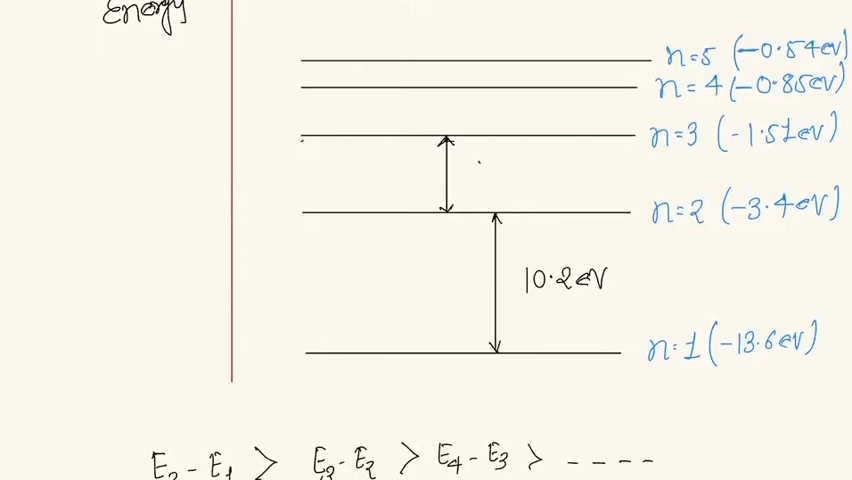 Energy
n=5 (-0.54eV)
n=4 (-0.85eV)
n=3 (-1.51eV)
n=2 (-3.4eV)
10.2eV
n=1 (-13.6eV)
E2-E1 > E3-E2 > E4-E3 > -----